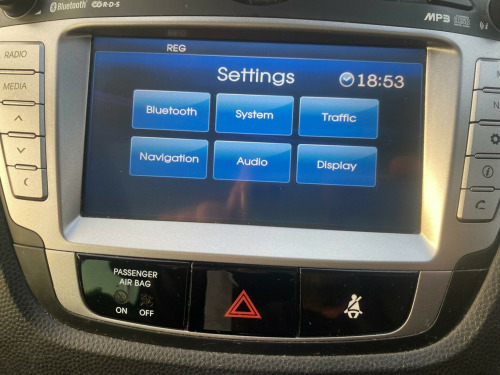 Bluetooth R·D·S
MP3
RADIO
MEDIA
REG
Settings
18:53
Bluetooth System Traffic
Navigation Audio Display
PASSENGER
AIR BAG
ON OFF